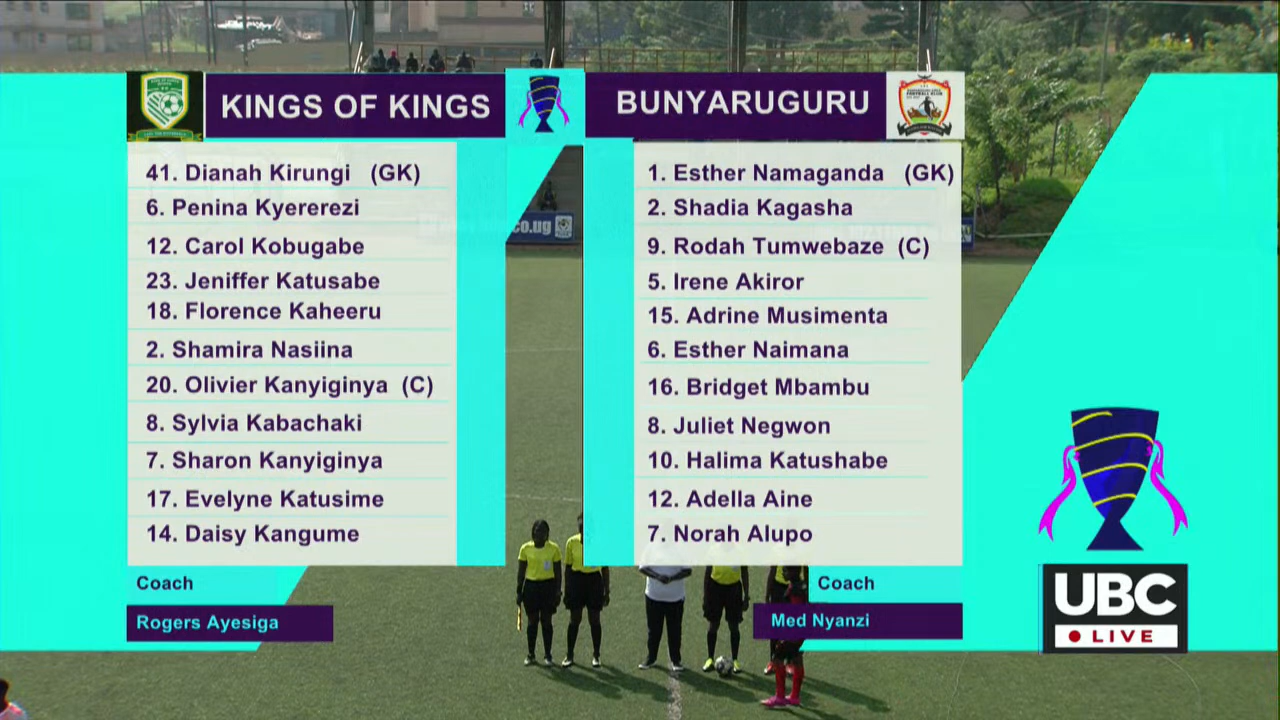 KINGS OF KINGS
41. Dianah Kirungi (GK)
6. Penina Kyererezi
12. Carol Kobugabe
23. Jeniffer Katusabe
18. Florence Kaheeru
2. Shamira Nasiina
20. Olivier Kanyiginya (C)
8. Sylvia Kabachaki
7. Sharon Kanyiginya
17. Evelyne Katusime
14. Daisy Kangume
Coach
Rogers Ayesiga
BUNYARUGURU
1. Esther Namaganda (GK)
2. Shadia Kagasha
9. Rodah Tumwebaze (C)
5. Irene Akiror
15. Adrine Musimenta
6. Esther Naimana
16. Bridget Mbambu
8. Juliet Negwon
10. Halima Katushabe
12. Adella Aine
7. Norah Alupo
Coach
Med Nyanzi
co.ug
UBC
LIVE